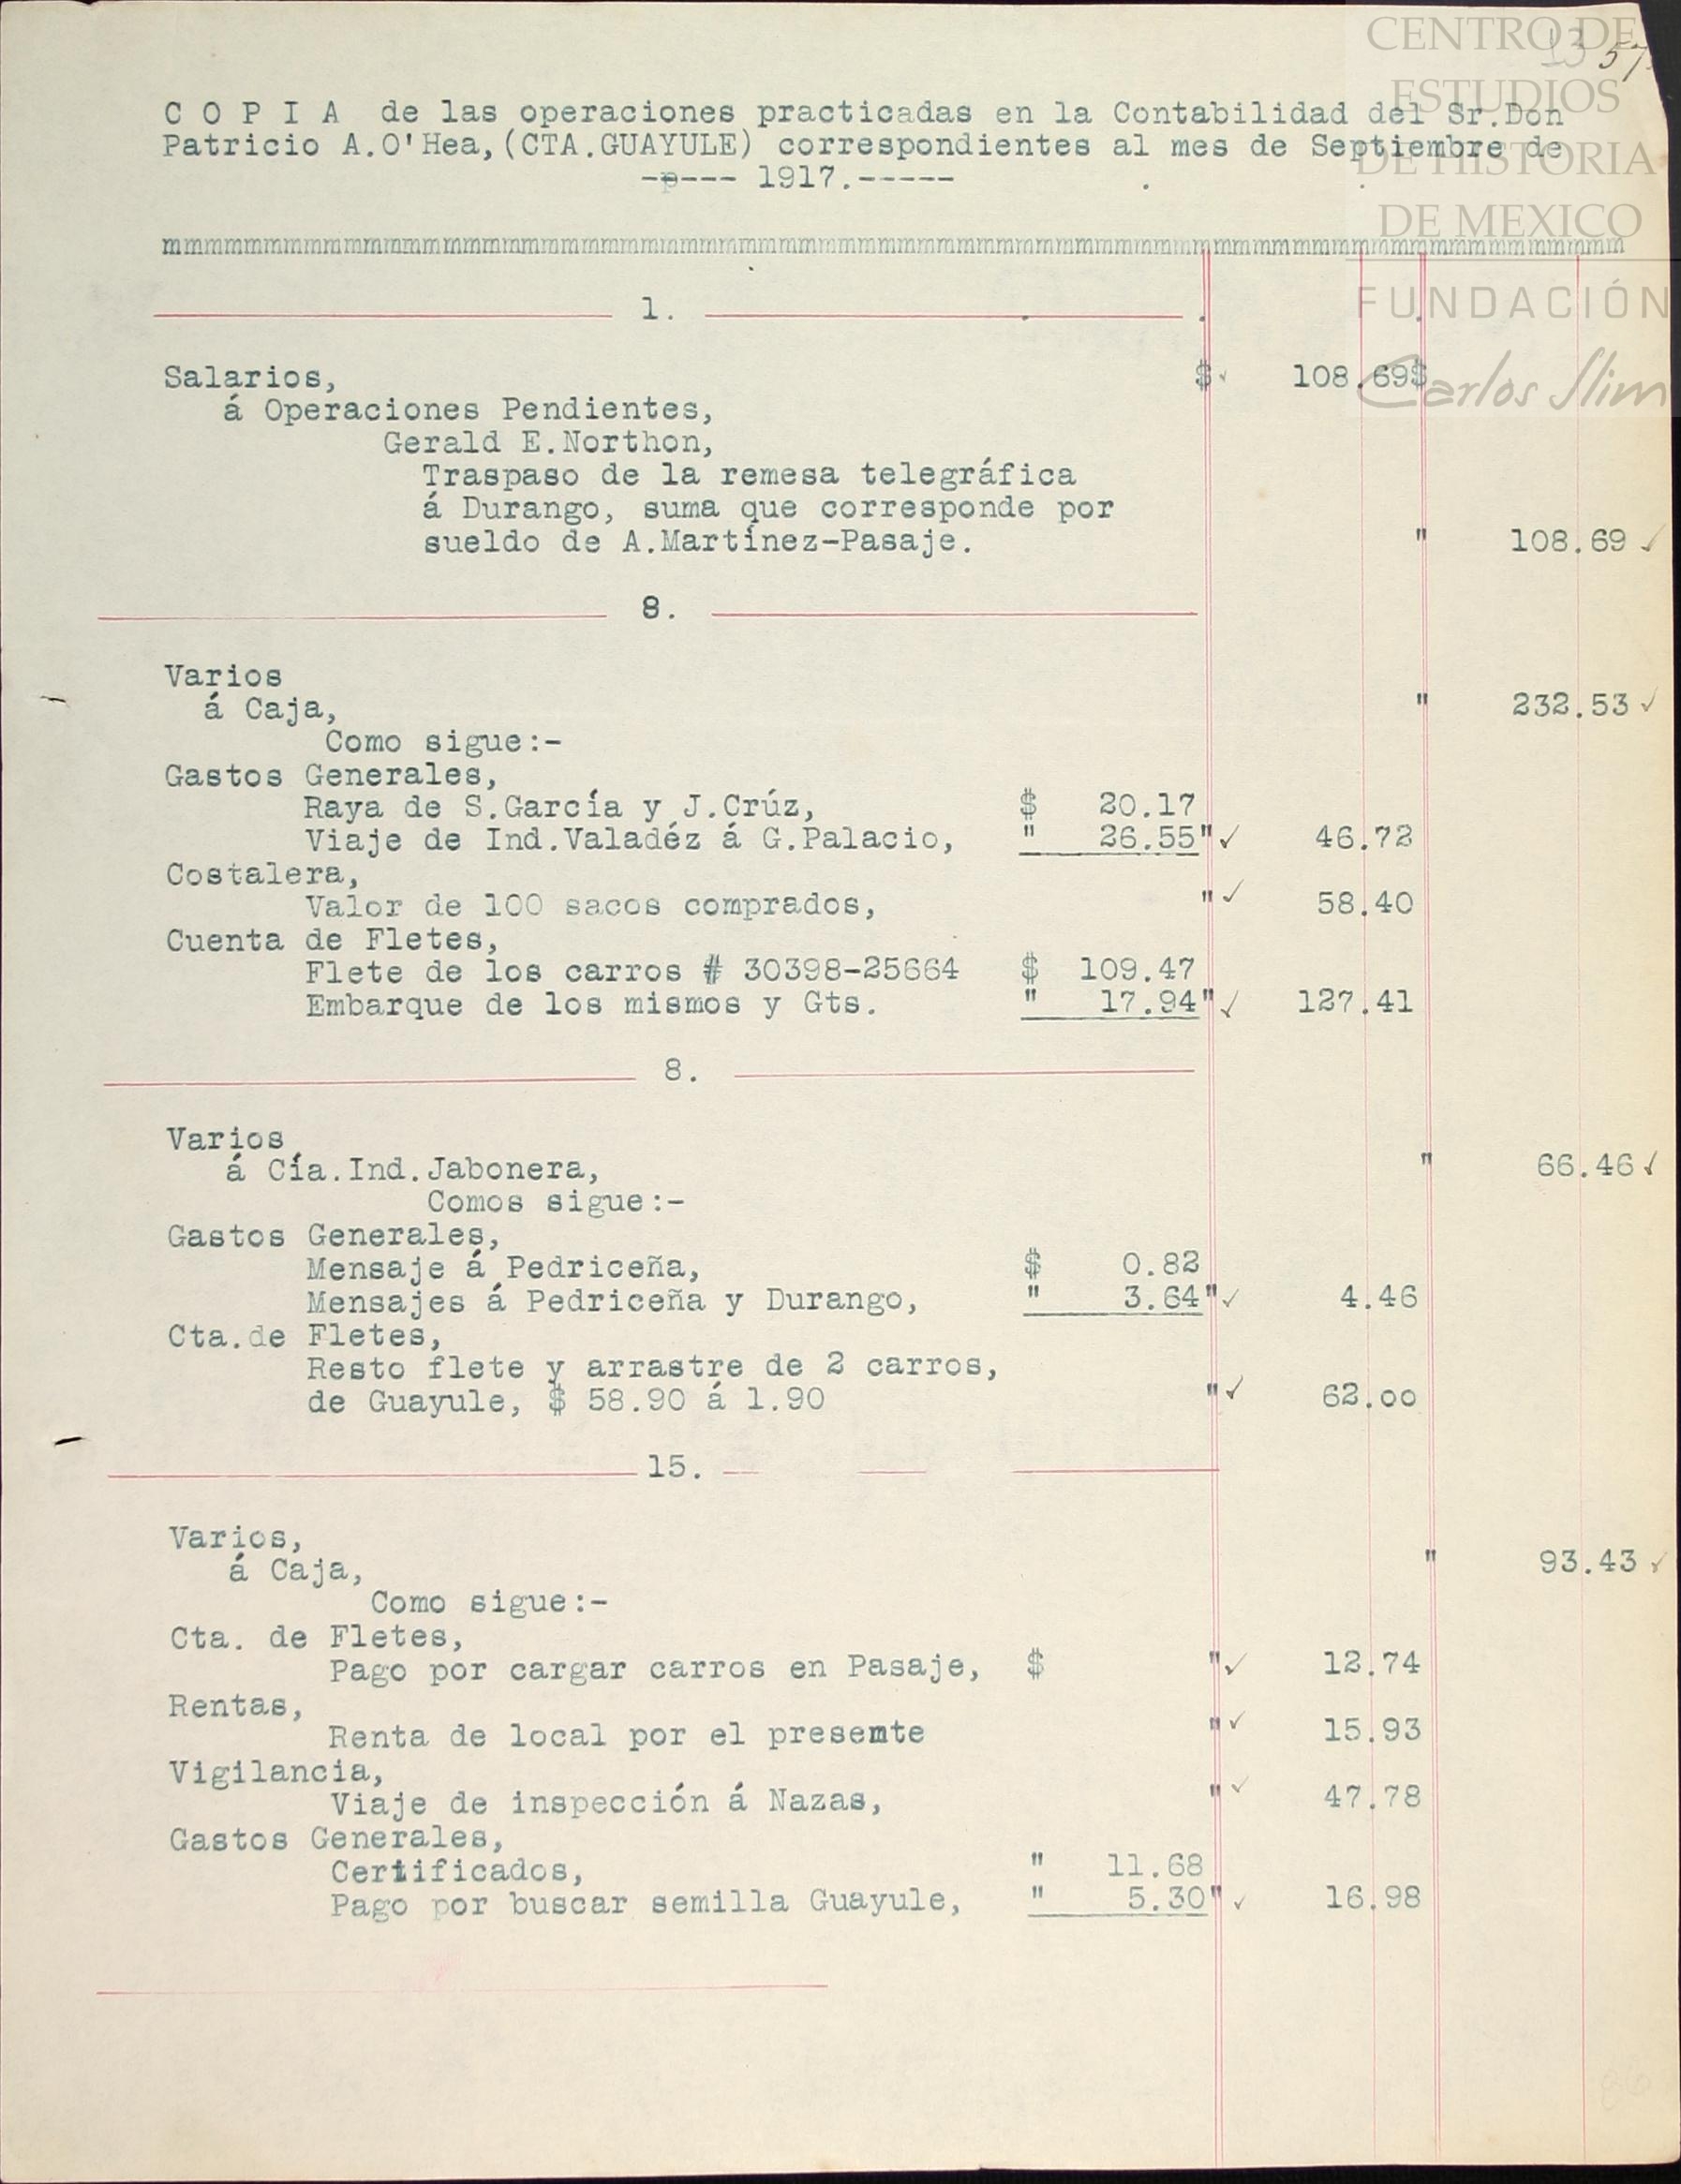 CENTRO DE
ESTUDIOS
DE HISTORIA
DE MEXICO
FUNDACIÓN
Carlos Slim
13 57
C O P I A de las operaciones practicadas en la Contabilidad del Sr.Don
Patricio A.O'Hea,(CTA.GUAYULE) correspondientes al mes de Septiembre de
-p--- 1917.-----
mmmmmmmmmmmmmmmmmmmmmmmmmmmmmmmmmmmmmmmmmmmmmmmmmmmmmmmmmmmmmmmmmmmmmmmmm
1.
Salarios, $ 108.69 $
á Operaciones Pendientes,
Gerald E.Northon,
Traspaso de la remesa telegráfica
á Durango, suma que corresponde por
sueldo de A.Martínez-Pasaje. " 108.69
8.
Varios
á Caja, " 232.53
Como sigue:-
Gastos Generales,
Raya de S.García y J.Crúz, $ 20.17
Viaje de Ind.Valadéz á G.Palacio, " 26.55 " 46.72
Costalera,
Valor de 100 sacos comprados, " 58.40
Cuenta de Fletes,
Flete de los carros # 30398-25664 $ 109.47
Embarque de los mismos y Gts. " 17.94 " 127.41
8.
Varios
á Cía.Ind.Jabonera, " 66.46
Comos sigue:-
Gastos Generales,
Mensaje á Pedriceña, $ 0.82
Mensajes á Pedriceña y Durango, " 3.64 " 4.46
Cta.de Fletes,
Resto flete y arrastre de 2 carros,
de Guayule, $ 58.90 á 1.90 " 62.00
15.
Varios,
á Caja, " 93.43
Como sigue:-
Cta. de Fletes,
Pago por cargar carros en Pasaje, $ " 12.74
Rentas,
Renta de local por el presemte " 15.93
Vigilancia,
Viaje de inspección á Nazas, " 47.78
Gastos Generales,
Certificados, " 11.68
Pago por buscar semilla Guayule, " 5.30 " 16.98